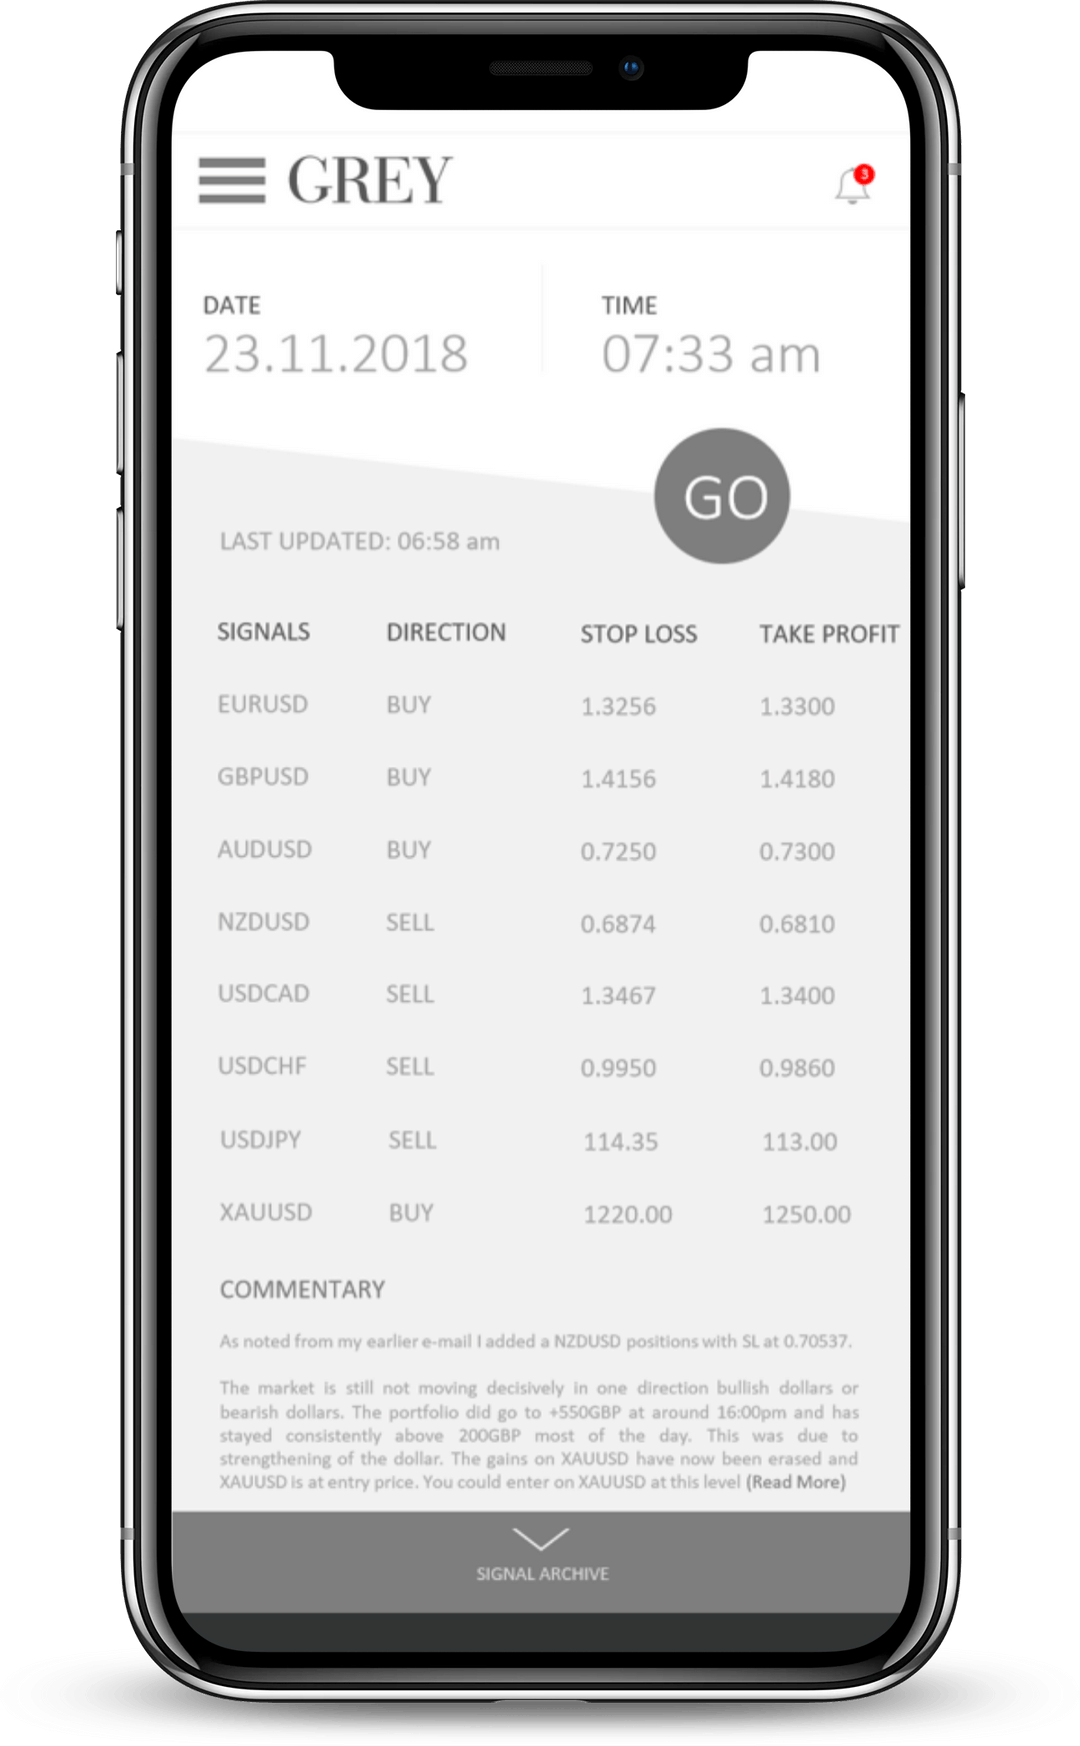 GREY
3
DATE
TIME
23.11.2018
07:33 am
GO
LAST UPDATED: 06:58 am
SIGNALS DIRECTION STOP LOSS TAKE PROFIT
EURUSD BUY 1.3256 1.3300
GBPUSD BUY 1.4156 1.4180
AUDUSD BUY 0.7250 0.7300
NZDUSD SELL 0.6874 0.6810
USDCAD SELL 1.3467 1.3400
USDCHF SELL 0.9950 0.9860
USDJPY SELL 114.35 113.00
XAUUSD BUY 1220.00 1250.00
COMMENTARY
As noted from my earlier e-mail I added a NZDUSD positions with SL at 0.70537.
The market is still not moving decisively in one direction bullish dollars or
bearish dollars. The portfolio did go to +550GBP at around 16:00pm and has
stayed consistently above 200GBP most of the day. This was due to
strengthening of the dollar. The gains on XAUUSD have now been erased and
XAUUSD is at entry price. You could enter on XAUUSD at this level (Read More)
SIGNAL ARCHIVE